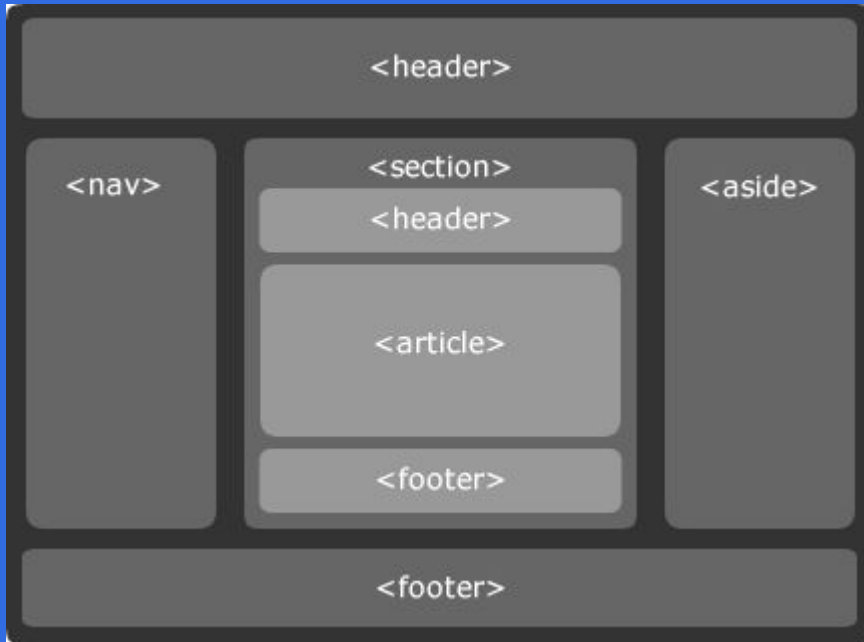 <header>
<nav>
<section>
<header>
<article>
<footer>
<aside>
<footer>